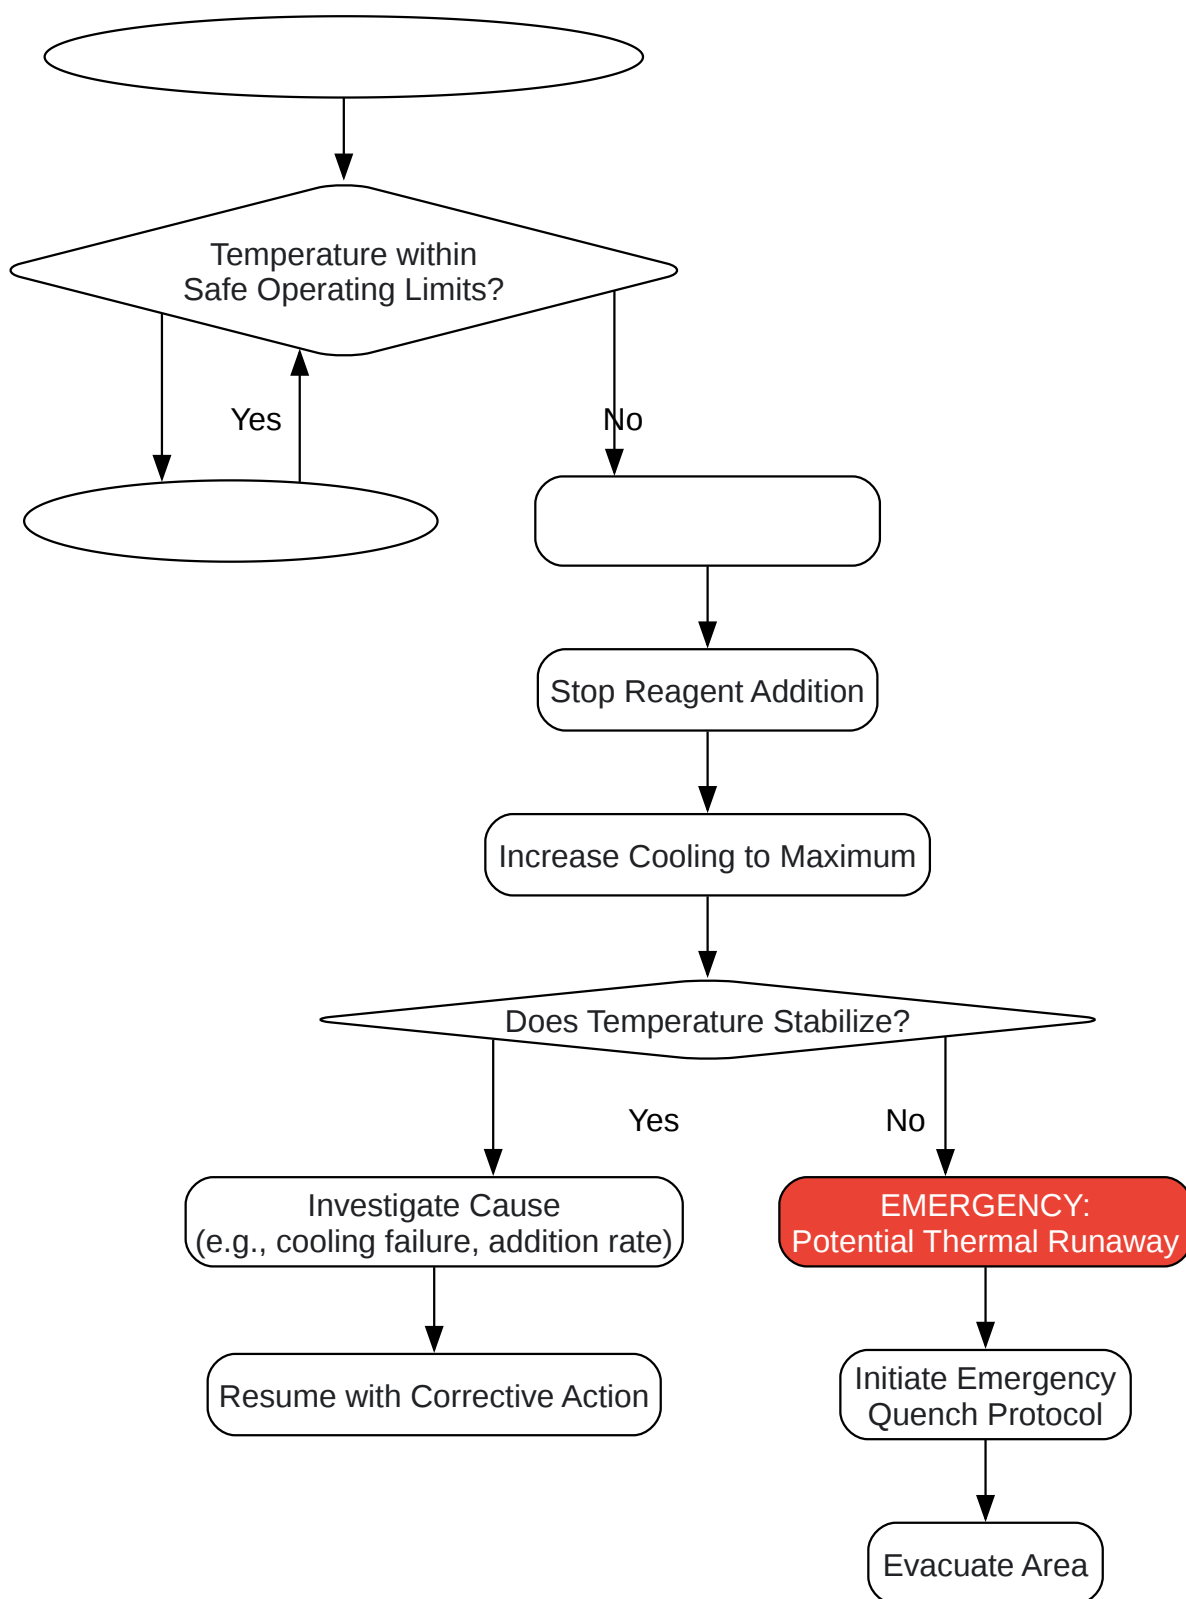 Temperature within
Safe Operating Limits?
Yes
No
Stop Reagent Addition
Increase Cooling to Maximum
Does Temperature Stabilize?
Yes
No
Investigate Cause
(e.g., cooling failure, addition rate)
EMERGENCY:
Potential Thermal Runaway
Resume with Corrective Action
Initiate Emergency
Quench Protocol
Evacuate Area